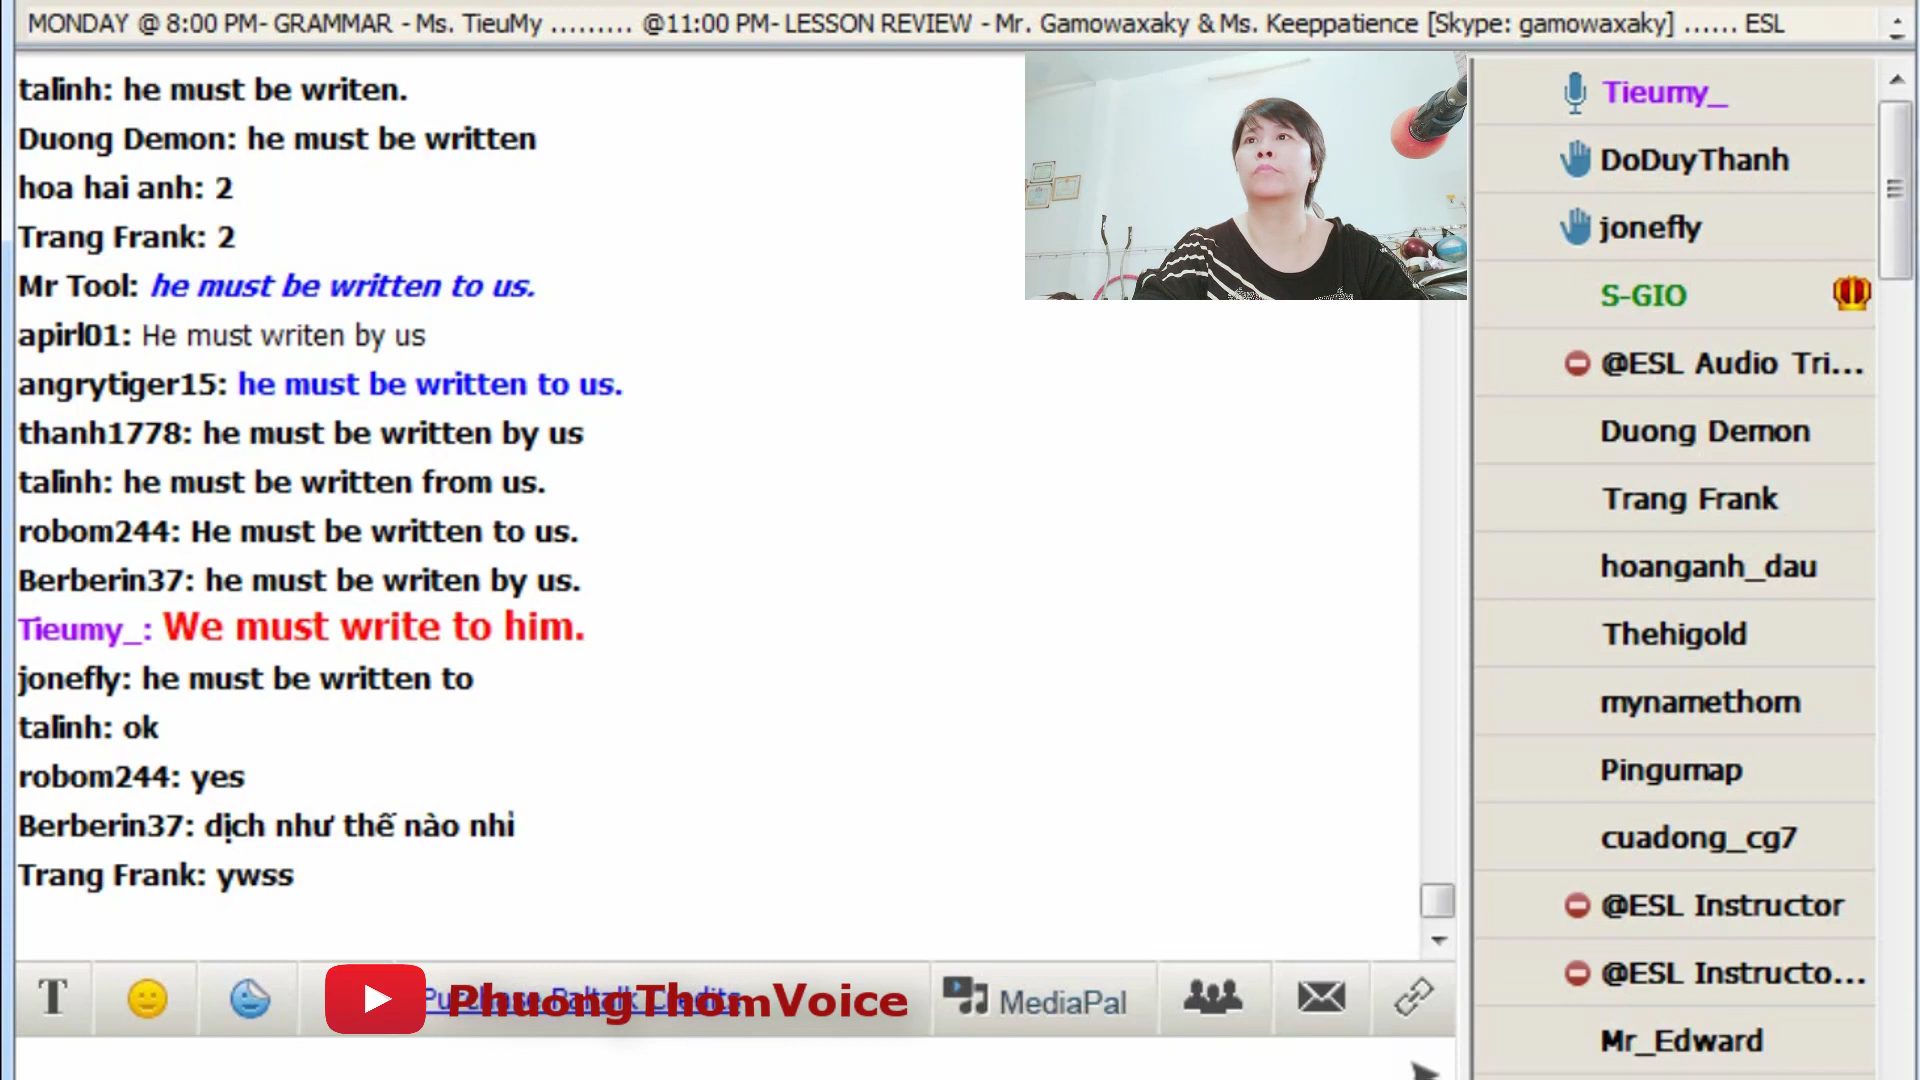 MONDAY @ 8:00 PM- GRAMMAR - Ms. TieuMy ......... @11:00 PM- LESSON REVIEW - Mr. Gamowaxaky & Ms. Keeppatience [Skype: gamowaxaky] ...... ESL
talinh: he must be writen.
Duong Demon: he must be written
hoa hai anh: 2
Trang Frank: 2
Mr Tool: he must be written to us.
apirl01: He must writen by us
angrytiger15: he must be written to us.
thanh1778: he must be written by us
talinh: he must be written from us.
robom244: He must be written to us.
Berberin37: he must be writen by us.
Tieumy_: We must write to him.
jonefly: he must be written to
talinh: ok
robom244: yes
Berberin37: dịch như thế nào nhỉ
Trang Frank: ywss
Tieumy_
DoDuyThanh
jonefly
S-GIO
@ESL Audio Tri...
Duong Demon
Trang Frank
hoanganh_dau
Thehigold
mynamethom
Pingumap
cuadong_cg7
@ESL Instructor
@ESL Instructo...
Mr_Edward
T
Purchase Paltalk Credits
PhuongThomVoice
MediaPal